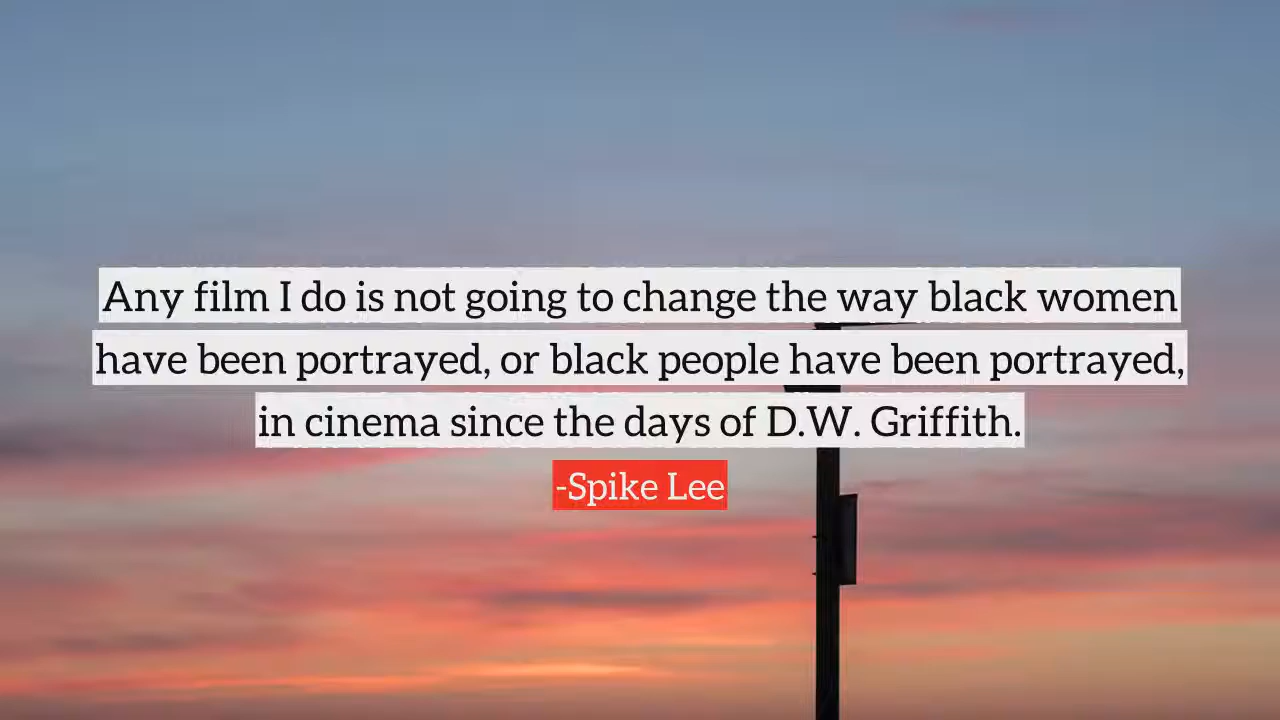 Any film I do is not going to change the way black women
have been portrayed, or black people have been portrayed,
in cinema since the days of D.W. Griffith.
-Spike Lee